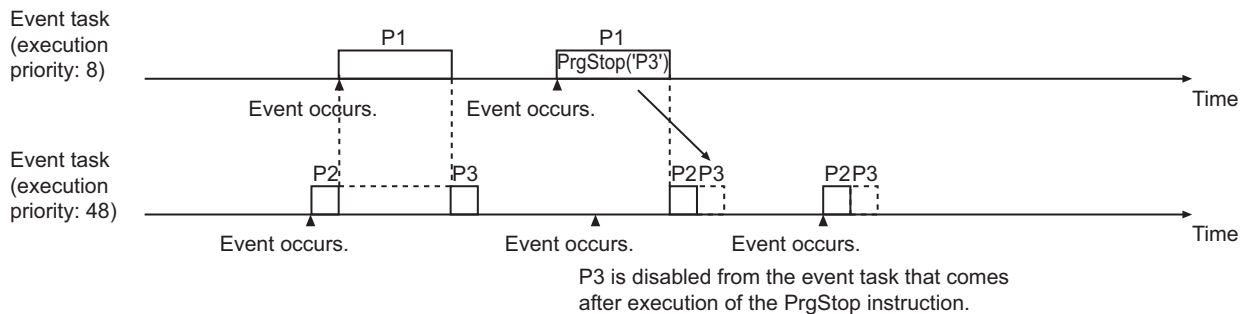 Event task
(execution
priority: 8)
P1
P1
PrgStop('P3')
Event occurs.
Event occurs.
Time
Event task
(execution
priority: 48)
P2
P3
P2 P3
P2 P3
Event occurs.
Event occurs.
Event occurs.
Time
P3 is disabled from the event task that comes
after execution of the PrgStop instruction.